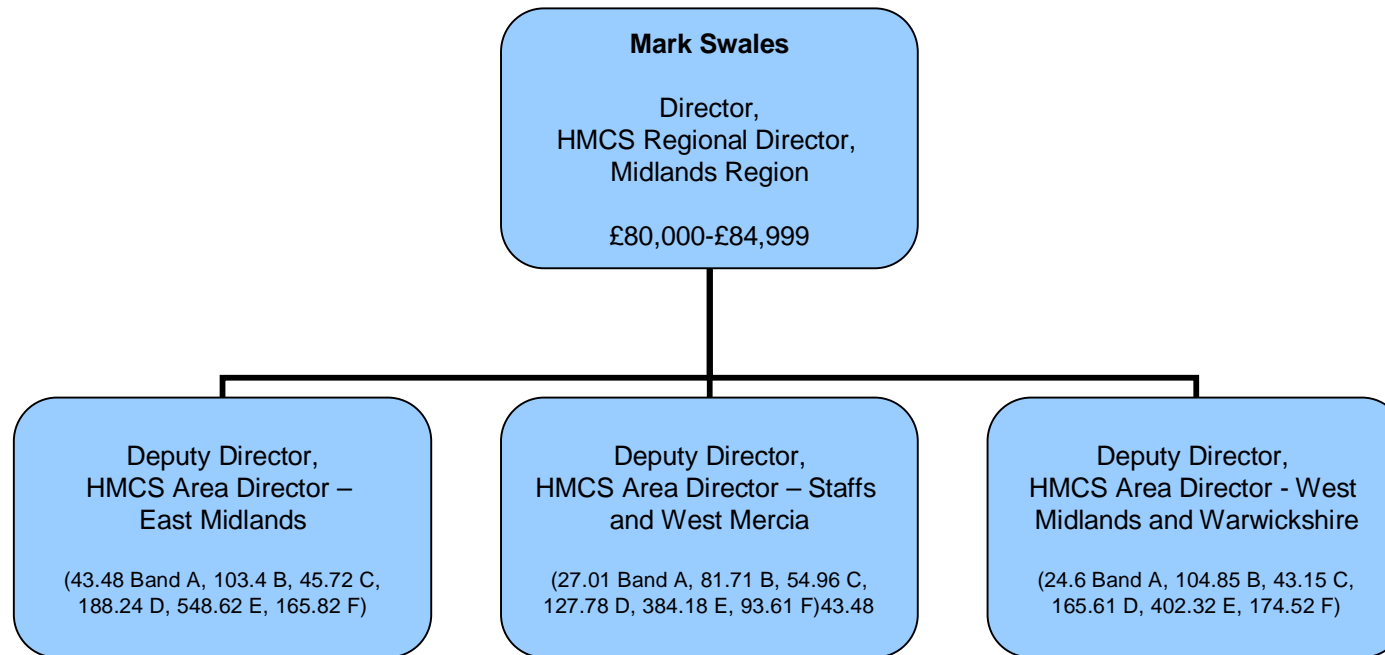 Mark Swales
Director,
HMCS Regional Director,
Midlands Region
£80,000-£84,999
Deputy Director,
HMCS Area Director –
East Midlands
(43.48 Band A, 103.4 B, 45.72 C,
188.24 D, 548.62 E, 165.82 F)
Deputy Director,
HMCS Area Director – Staffs
and West Mercia
(27.01 Band A, 81.71 B, 54.96 C,
127.78 D, 384.18 E, 93.61 F)43.48
Deputy Director,
HMCS Area Director - West
Midlands and Warwickshire
(24.6 Band A, 104.85 B, 43.15 C,
165.61 D, 402.32 E, 174.52 F)